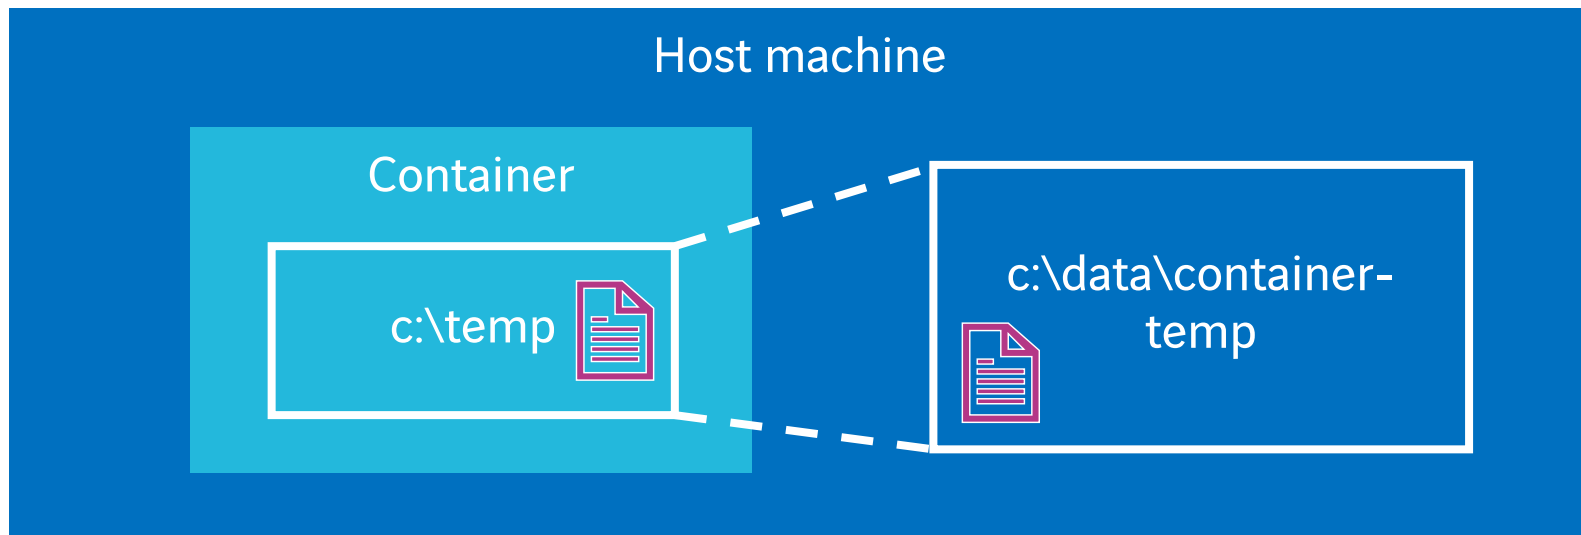 Host machine
Container
c:\temp
c:\data\container-
temp